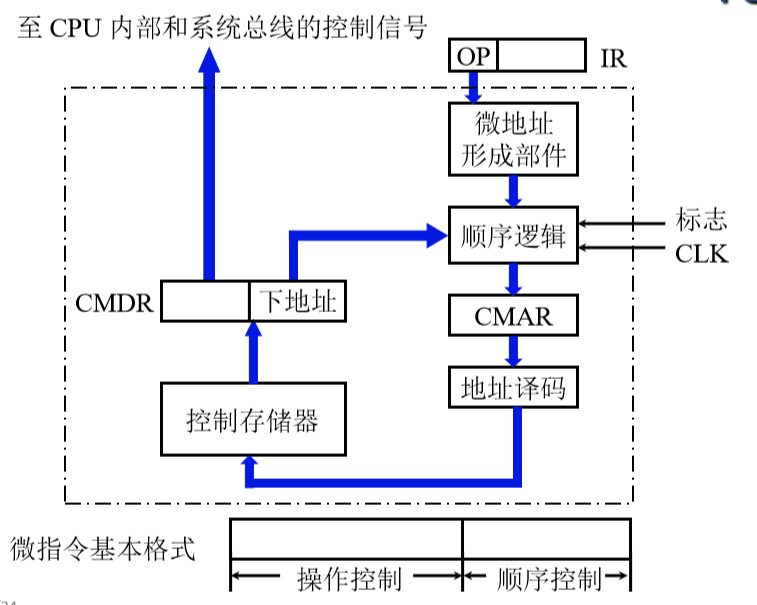 至 CPU 内部和系统总线的控制信号
OP
IR
微地址
形成部件
顺序逻辑
标志
CLK
CMDR
下地址
CMAR
地址译码
控制存储器
微指令基本格式
操作控制
顺序控制